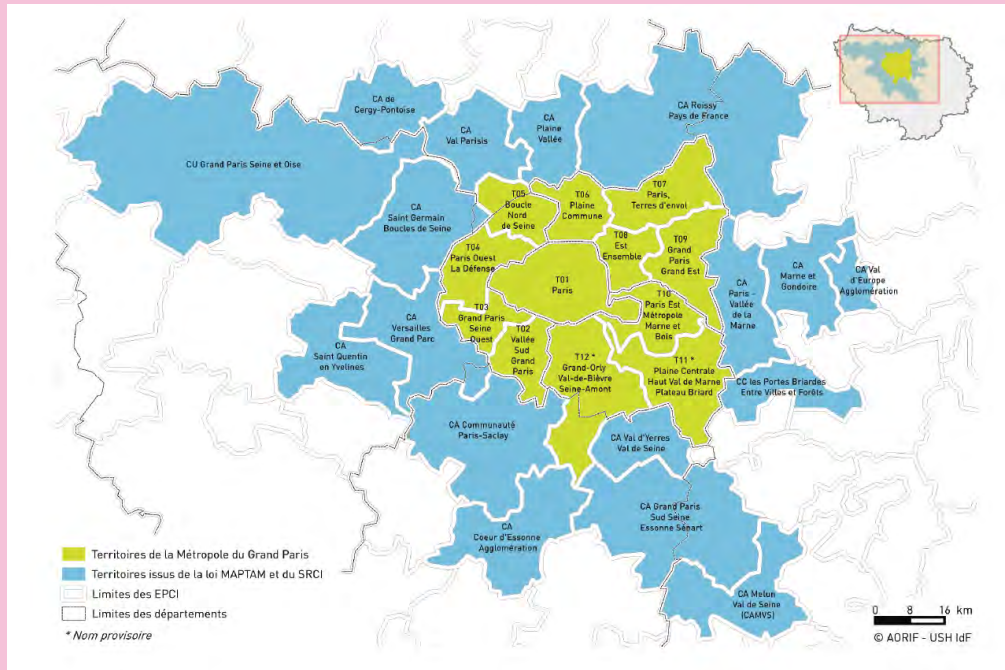 CA de
Cergy-Pontoise
CA
Val Parisis
CA
Plaine
Vallée
CA Roissy
Pays de France
CU Grand Paris Seine et Oise
CA
Saint Germain
Boucles de Seine
T05
Boucle
Nord
de Seine
T06
Plaine
Commune
T07
Paris,
Terres d'envol
T04
Paris Ouest
La Défense
T08
Est
Ensemble
T09
Grand
Paris
Grand Est
T01
Paris
T10
Paris Est
Métropole
Marne et
Bois
CA
Paris -
Vallée
de la
Marne
CA
Marne et
Gondoire
CA Val
d'Europe
Agglomération
T03
Grand Paris
Seine
Ouest
T02
Vallée
Sud
Grand
Paris
CA
Versailles
Grand Parc
CA
Saint Quentin
en Yvelines
T12 *
Grand-Orly
Val-de-Bièvre
Seine-Amont
T11 *
Plaine Centrale
Haut Val de Marne
Plateau Briard
CC les Portes Briardes
Entre Villes et Forêts
CA Communauté
Paris-Saclay
CA Val d'Yerres
Val de Seine
CA Grand Paris
Sud Seine
Essonne Sénart
CA
Coeur d'Essonne
Agglomération
CA Melun
Val de Seine
(CAMVS)
Territoires de la Métropole du Grand Paris
Territoires issus de la loi MAPTAM et du SRCI
Limites des EPCI
Limites des départements
* Nom provisoire
0 8 16 km
© AORIF - USH IdF